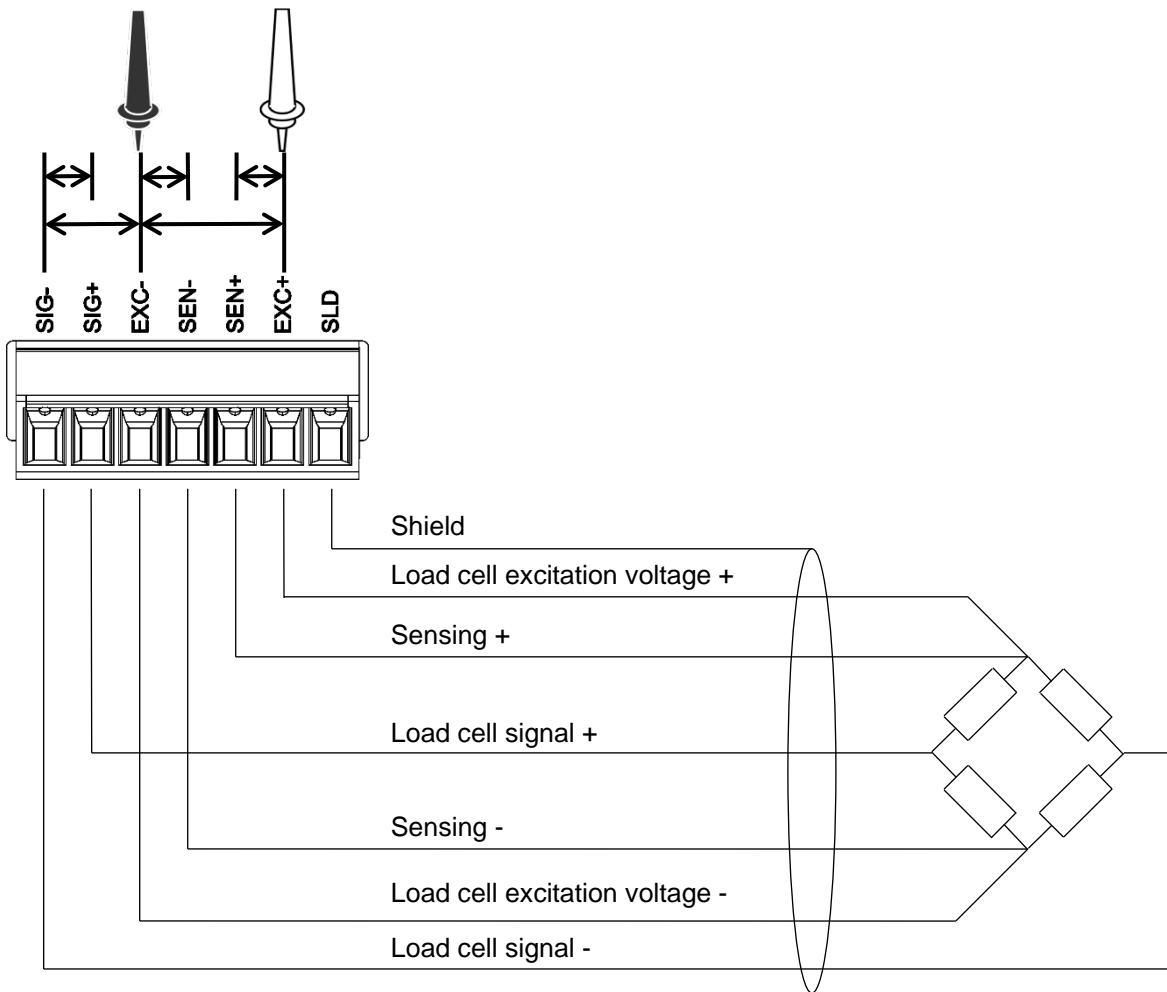 SIG-
SIG+
EXC-
SEN-
SEN+
EXC+
SLD
Shield
Load cell excitation voltage +
Sensing +
Load cell signal +
Sensing -
Load cell excitation voltage -
Load cell signal -